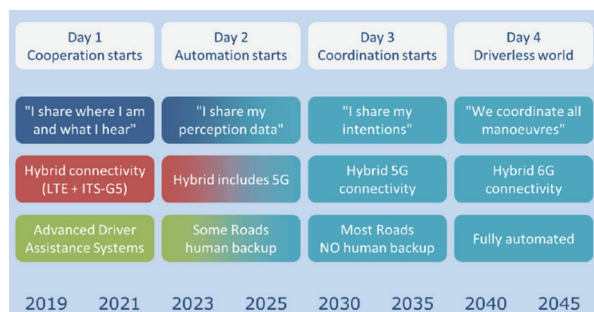 Day 1
Cooperation starts
Day 2
Automation starts
Day 3
Coordination starts
Day 4
Driverless world
"I share where I am
and what I hear"
"I share my
perception data"
"I share my
intentions"
"We coordinate all
manoeuvres"
Hybrid connectivity
(LTE + ITS-G5)
Hybrid includes 5G
Hybrid 5G
connectivity
Hybrid 6G
connectivity
Advanced Driver
Assistance Systems
Some Roads
human backup
Most Roads
NO human backup
Fully automated
2019 2021 2023 2025 2030 2035 2040 2045